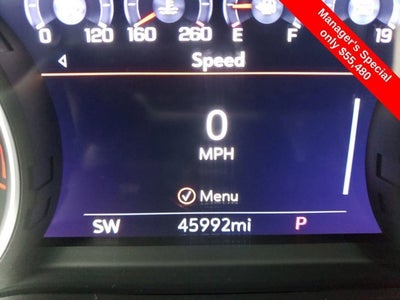 0 120 160 260 E F 19
Manager's Special
only $55,480
Speed
0
MPH
Menu
SW 45992mi P